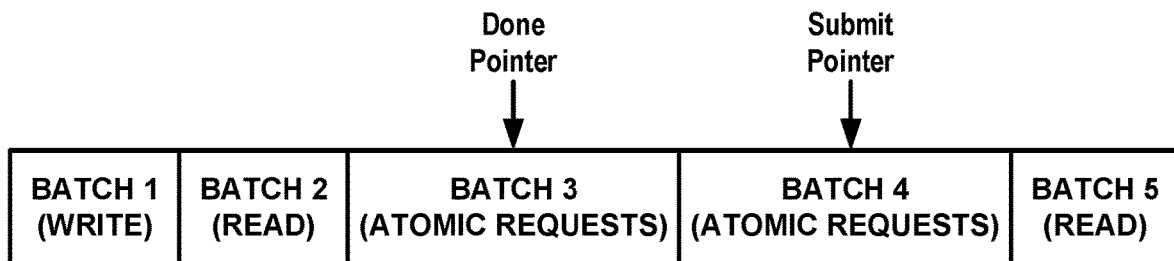 Done
Pointer
Submit
Pointer
BATCH 1
(WRITE)
BATCH 2
(READ)
BATCH 3
(ATOMIC REQUESTS)
BATCH 4
(ATOMIC REQUESTS)
BATCH 5
(READ)